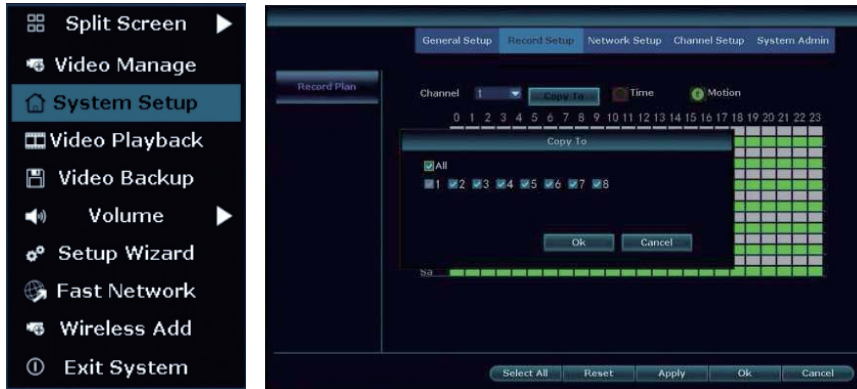 Split Screen
Video Manage
System Setup
Video Playback
Video Backup
Volume
Setup Wizard
Fast Network
Wireless Add
Exit System
General Setup Record Setup Network Setup Channel Setup System Admin
Record Plan
Channel 1 Copy To Time Motion
0 1 2 3 4 5 6 7 8 9 10 11 12 13 14 15 16 17 18 19 20 21 22 23
Copy To
All
1 2 3 4 5 6 7 8
Ok Cancel
Sa
Select All Reset Apply Ok Cancel